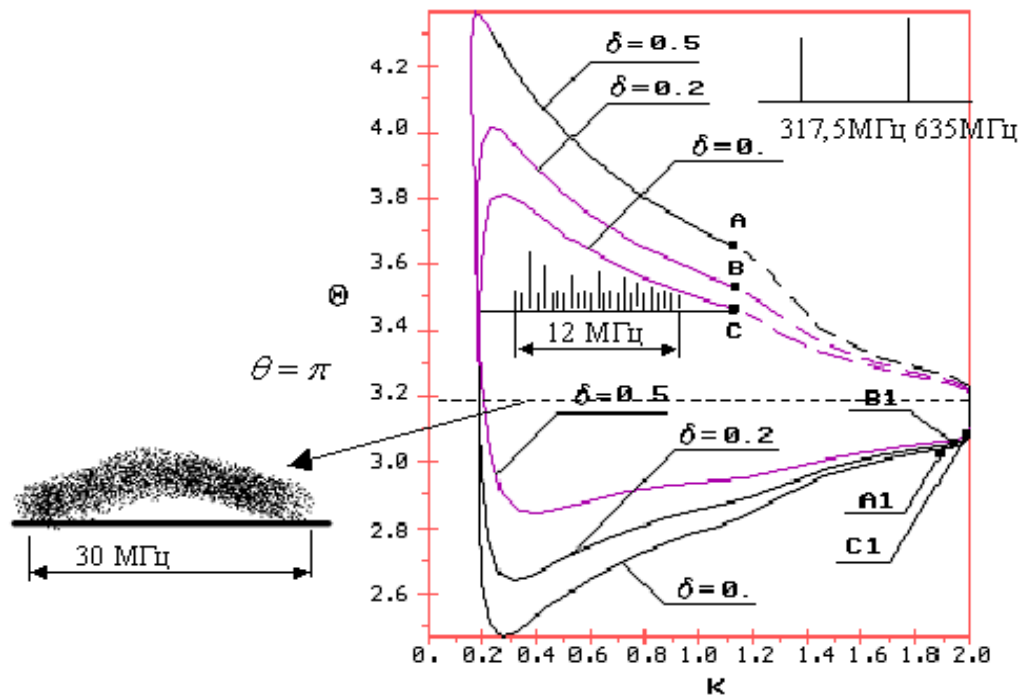 δ=0.5
4.2
δ=0.2
317,5МГц 635МГц
4.0
δ=0.
3.8
A
3.6
B
Θ
C
3.4
12 МГц
θ = π
3.2
δ=0.5
B1
δ=0.2
3.0
A1
2.8
C1
30 МГц
2.6
δ=0.
0. 0.2 0.4 0.6 0.8 1.0 1.2 1.4 1.6 1.8 2.0
K